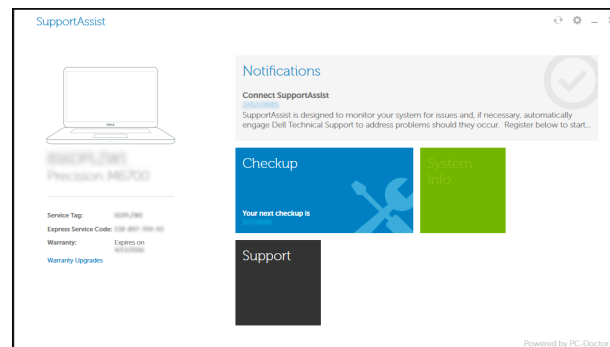 SupportAssist
DELL
Precision M6700
Service Tag:
Express Service Code:
Warranty: Expires on
Warranty Upgrades
Notifications
Connect SupportAssist
SupportAssist is designed to monitor your system for issues and, if necessary, automatically
engage Dell Technical Support to address problems should they occur. Register below to start...
Checkup
Your next checkup is
System
Info
Support
Powered by PC-Doctor